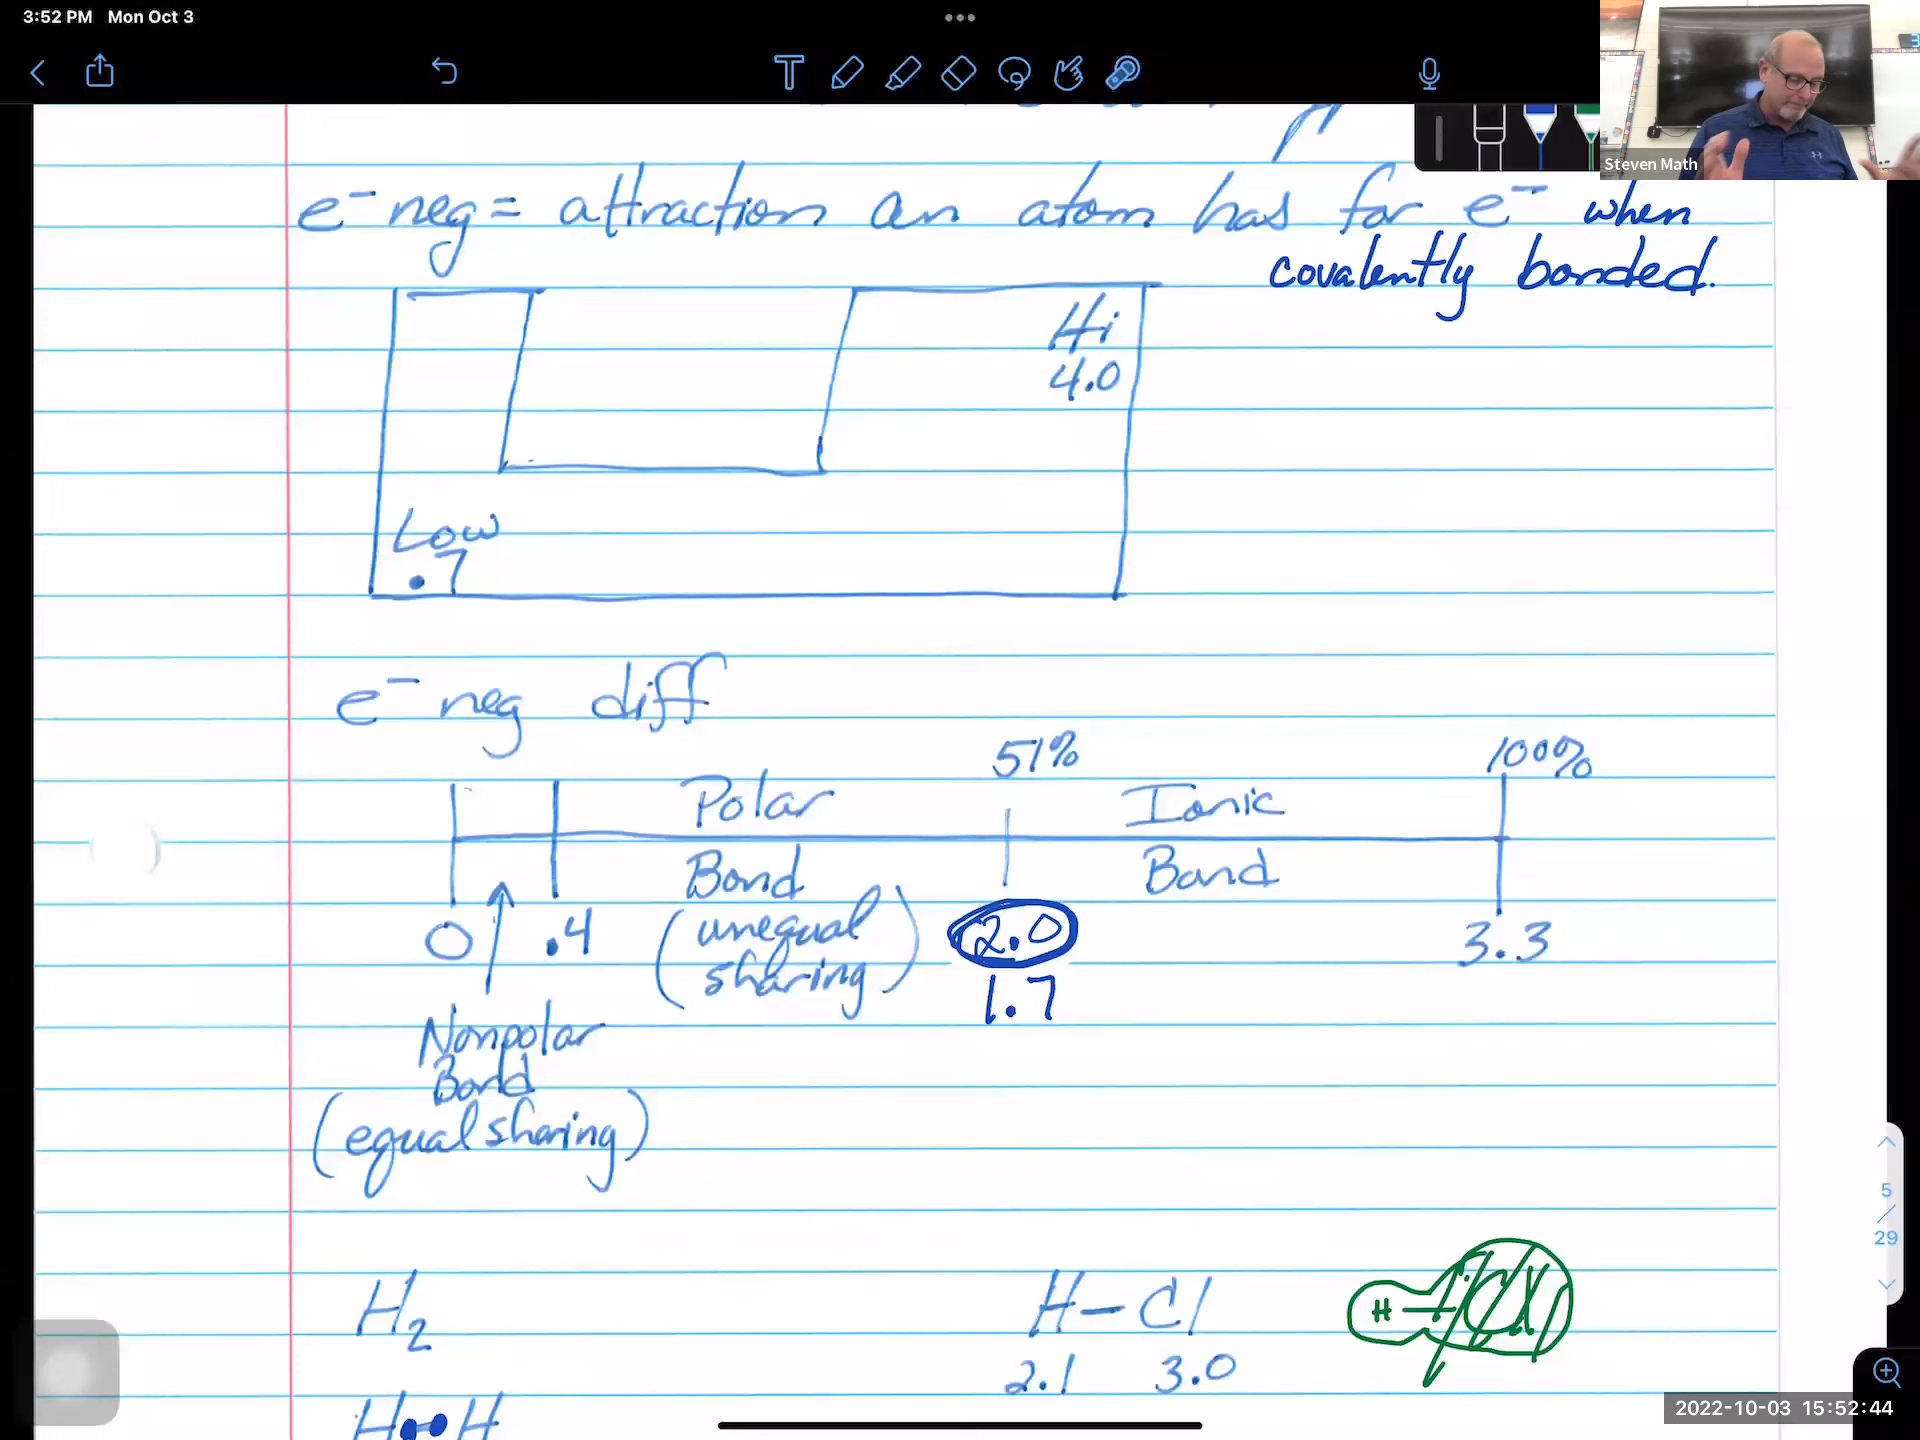 3:52 PM Mon Oct 3
Steven Math
e⁻ neg = attraction an atom has for e⁻ when
covalently bonded.
Hi
4.0
Low
.7
e⁻ neg diff
51% 100%
Polar Ionic
Bond Bond
0 .4 (unequal 2.0 3.3
sharing) 1.7
Nonpolar
Bond
(equal sharing)
5
/
29
H₂ H-Cl H-Cl
2.1 3.0
H••H
2022-10-03 15:52:44